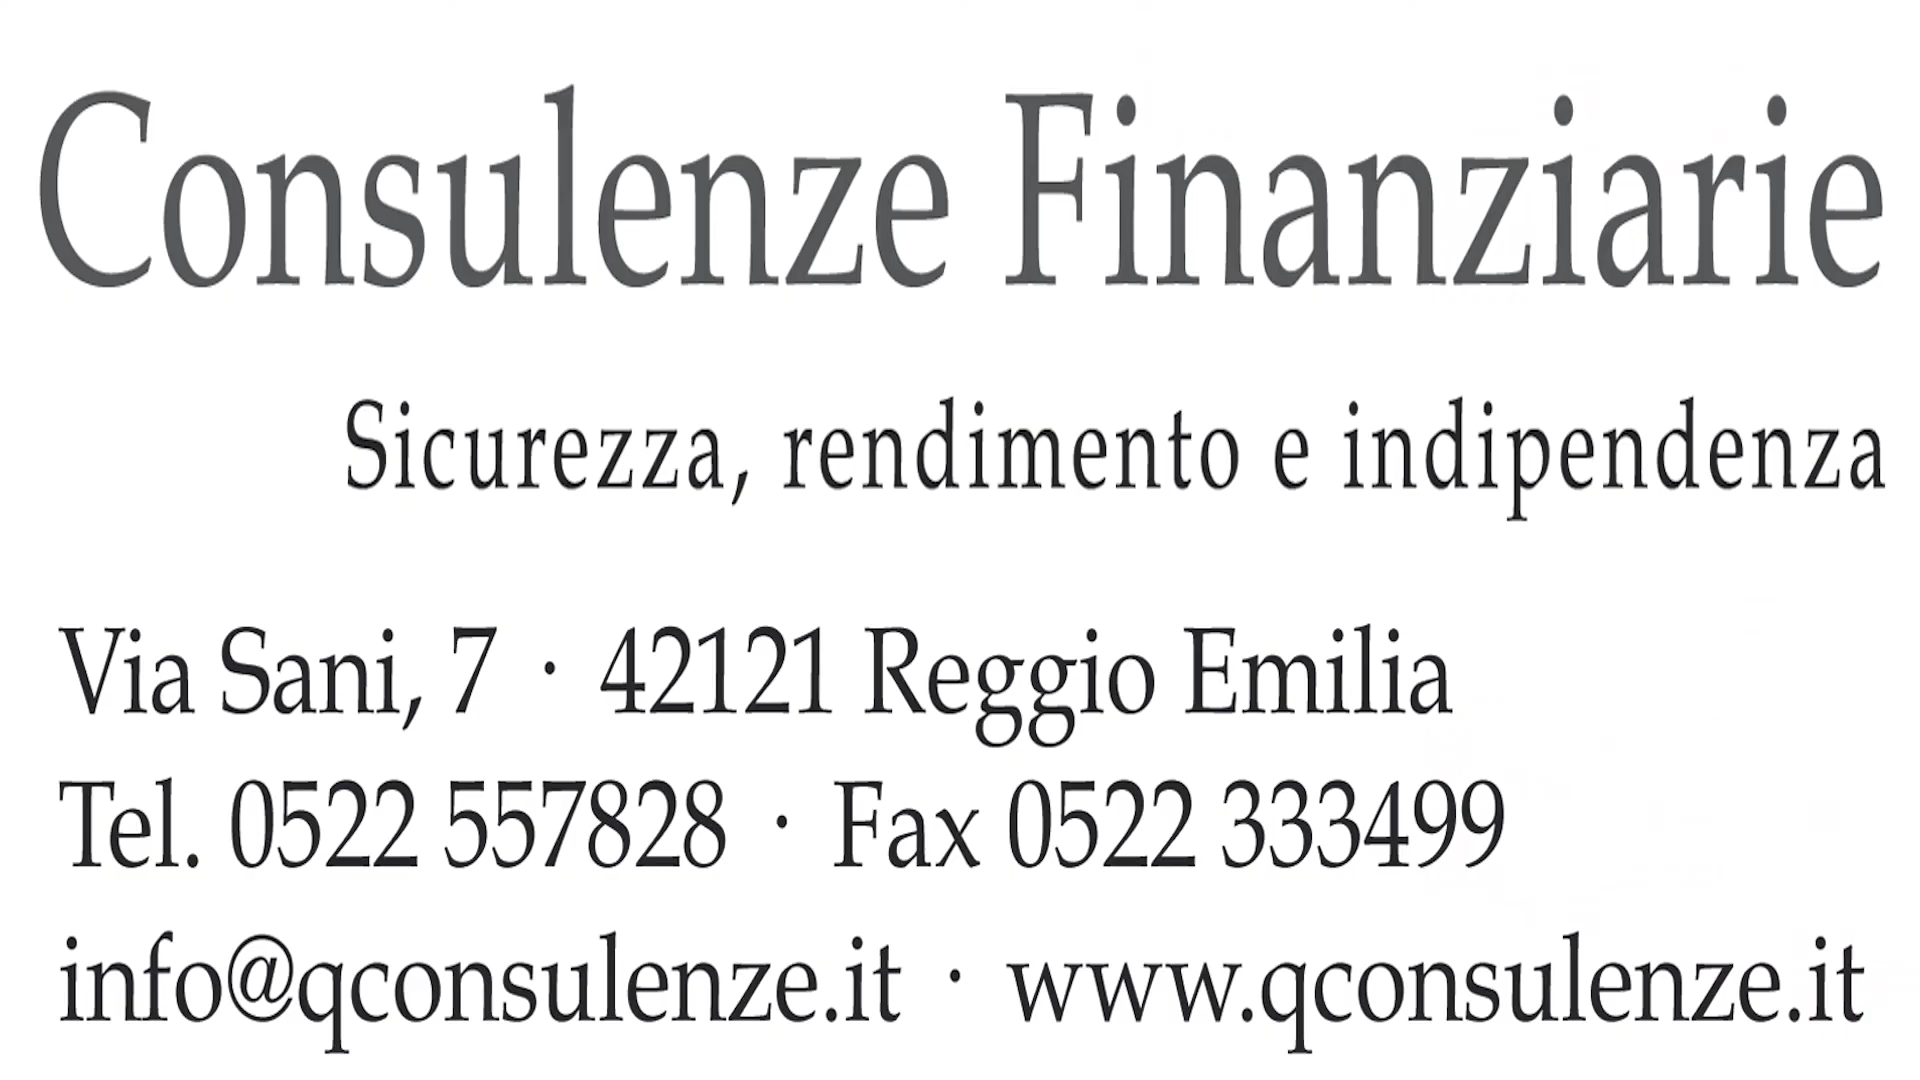 Consulenze Finanziarie
Sicurezza, rendimento e indipendenza
Via Sani, 7 · 42121 Reggio Emilia
Tel. 0522 557828 · Fax 0522 333499
info@qconsulenze.it · www.qconsulenze.it